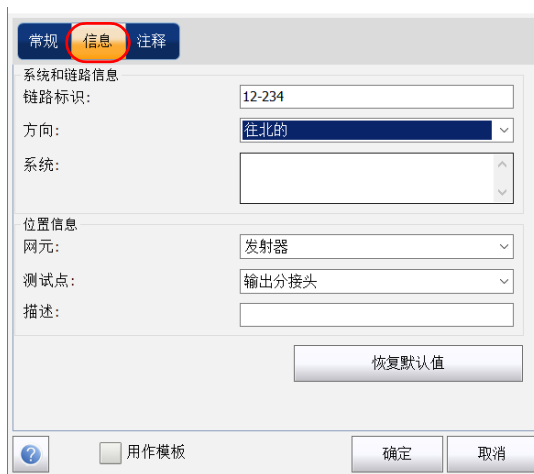 常规 信息 注释
系统和链路信息
链路标识: 12-234
方向: 往北的
系统:
位置信息
网元: 发射器
测试点: 输出分接头
描述:
恢复默认值
? 用作模板 确定 取消